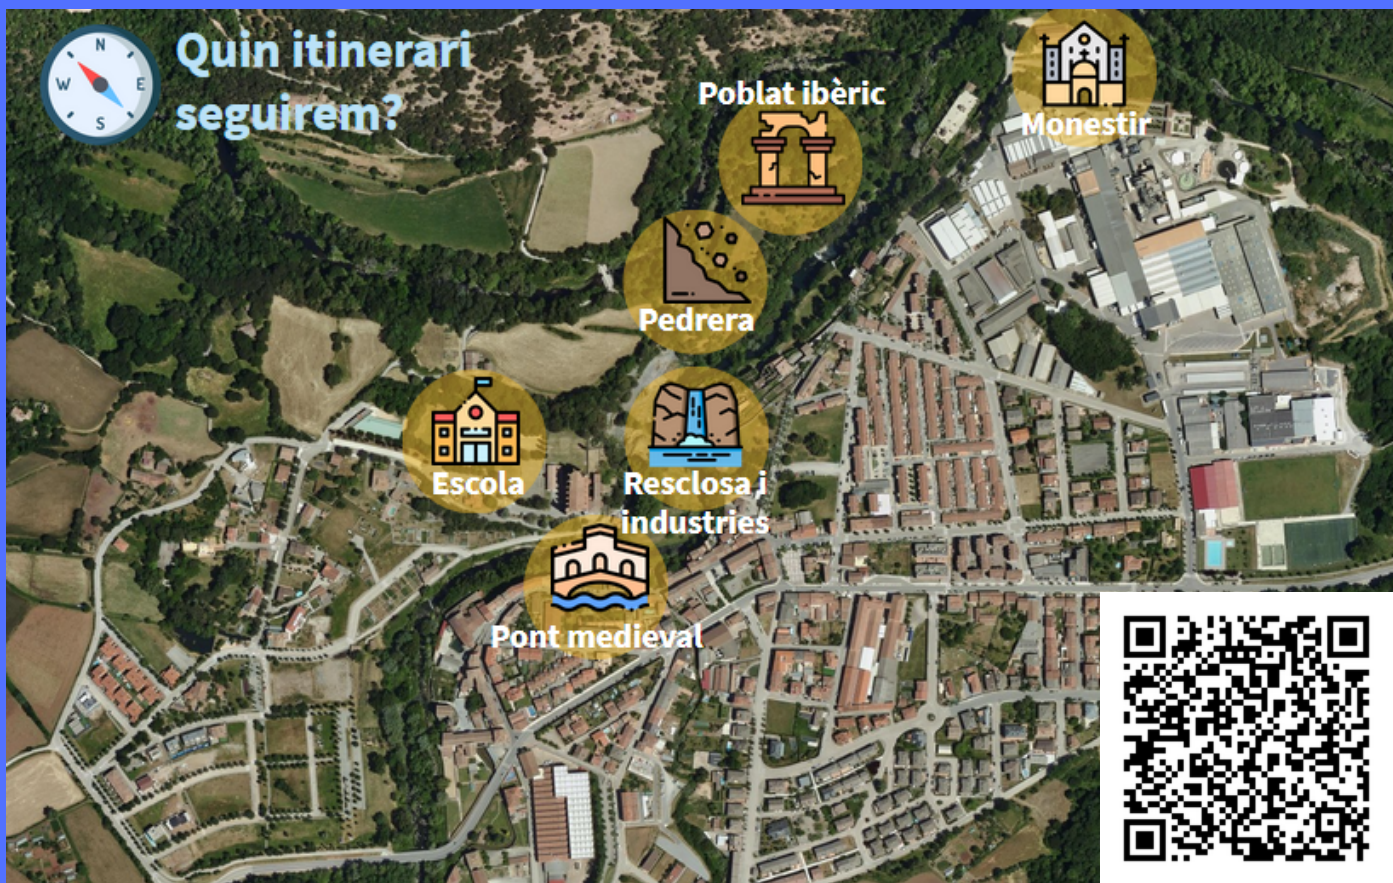 N
W
E
S
Quin itinerari
seguirem?
Poblat ibèric
Monestir
Pedrera
Escola
Resclosa i
industries
Pont medieval